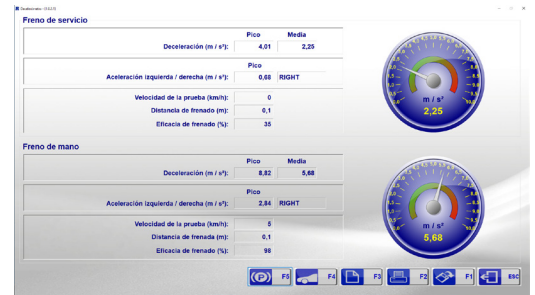 Freno de servicio
Pico Media
Deceleración (m / s²): 4,01 2,25
Pico
Aceleración izquierda / derecha (m / s²): 0,68 RIGHT
Velocidad de la prueba (km/h): 0
Distancia de frenado (m): 0,1
Eficacia de frenado (%): 35
m / s²
2,25
Freno de mano
Pico Media
Deceleración (m / s²): 8,82 5,68
Pico
Aceleración izquierda / derecha (m / s²): 2,84 RIGHT
Velocidad de la prueba (km/h): 5
Distancia de frenada (m): 0,1
Eficacia de frenado (%): 98
m / s²
5,68
(P) F5 F4 F3 F2 F1 ESC